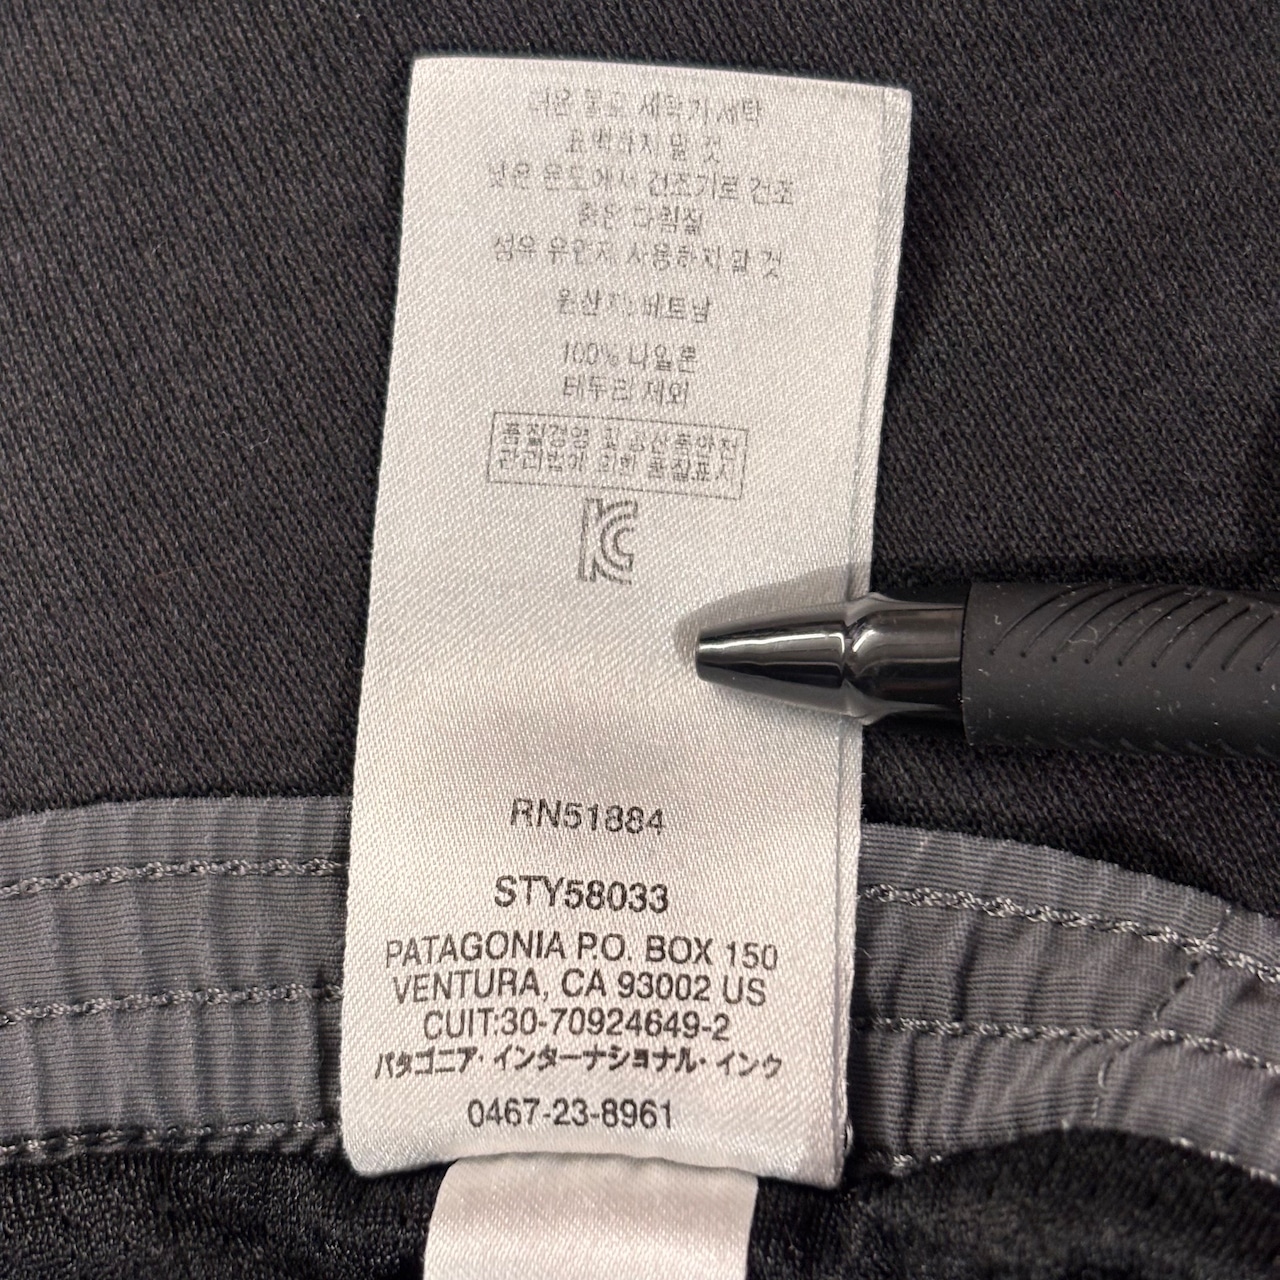 더운 물로 세탁기 세탁
표백하지 말 것
낮은 온도에서 건조기로 건조
낮은 다림질
섬유 유연제 사용하지 말 것
원산지: 베트남
100% 나일론
테두리 제외
품질경영 및 공산품안전
관리법에 의한 품질표시
KC
RN51884
STY58033
PATAGONIA P.O. BOX 150
VENTURA, CA 93002 US
CUIT:30-70924649-2
パタゴニア・インターナショナル・インク
0467-23-8961